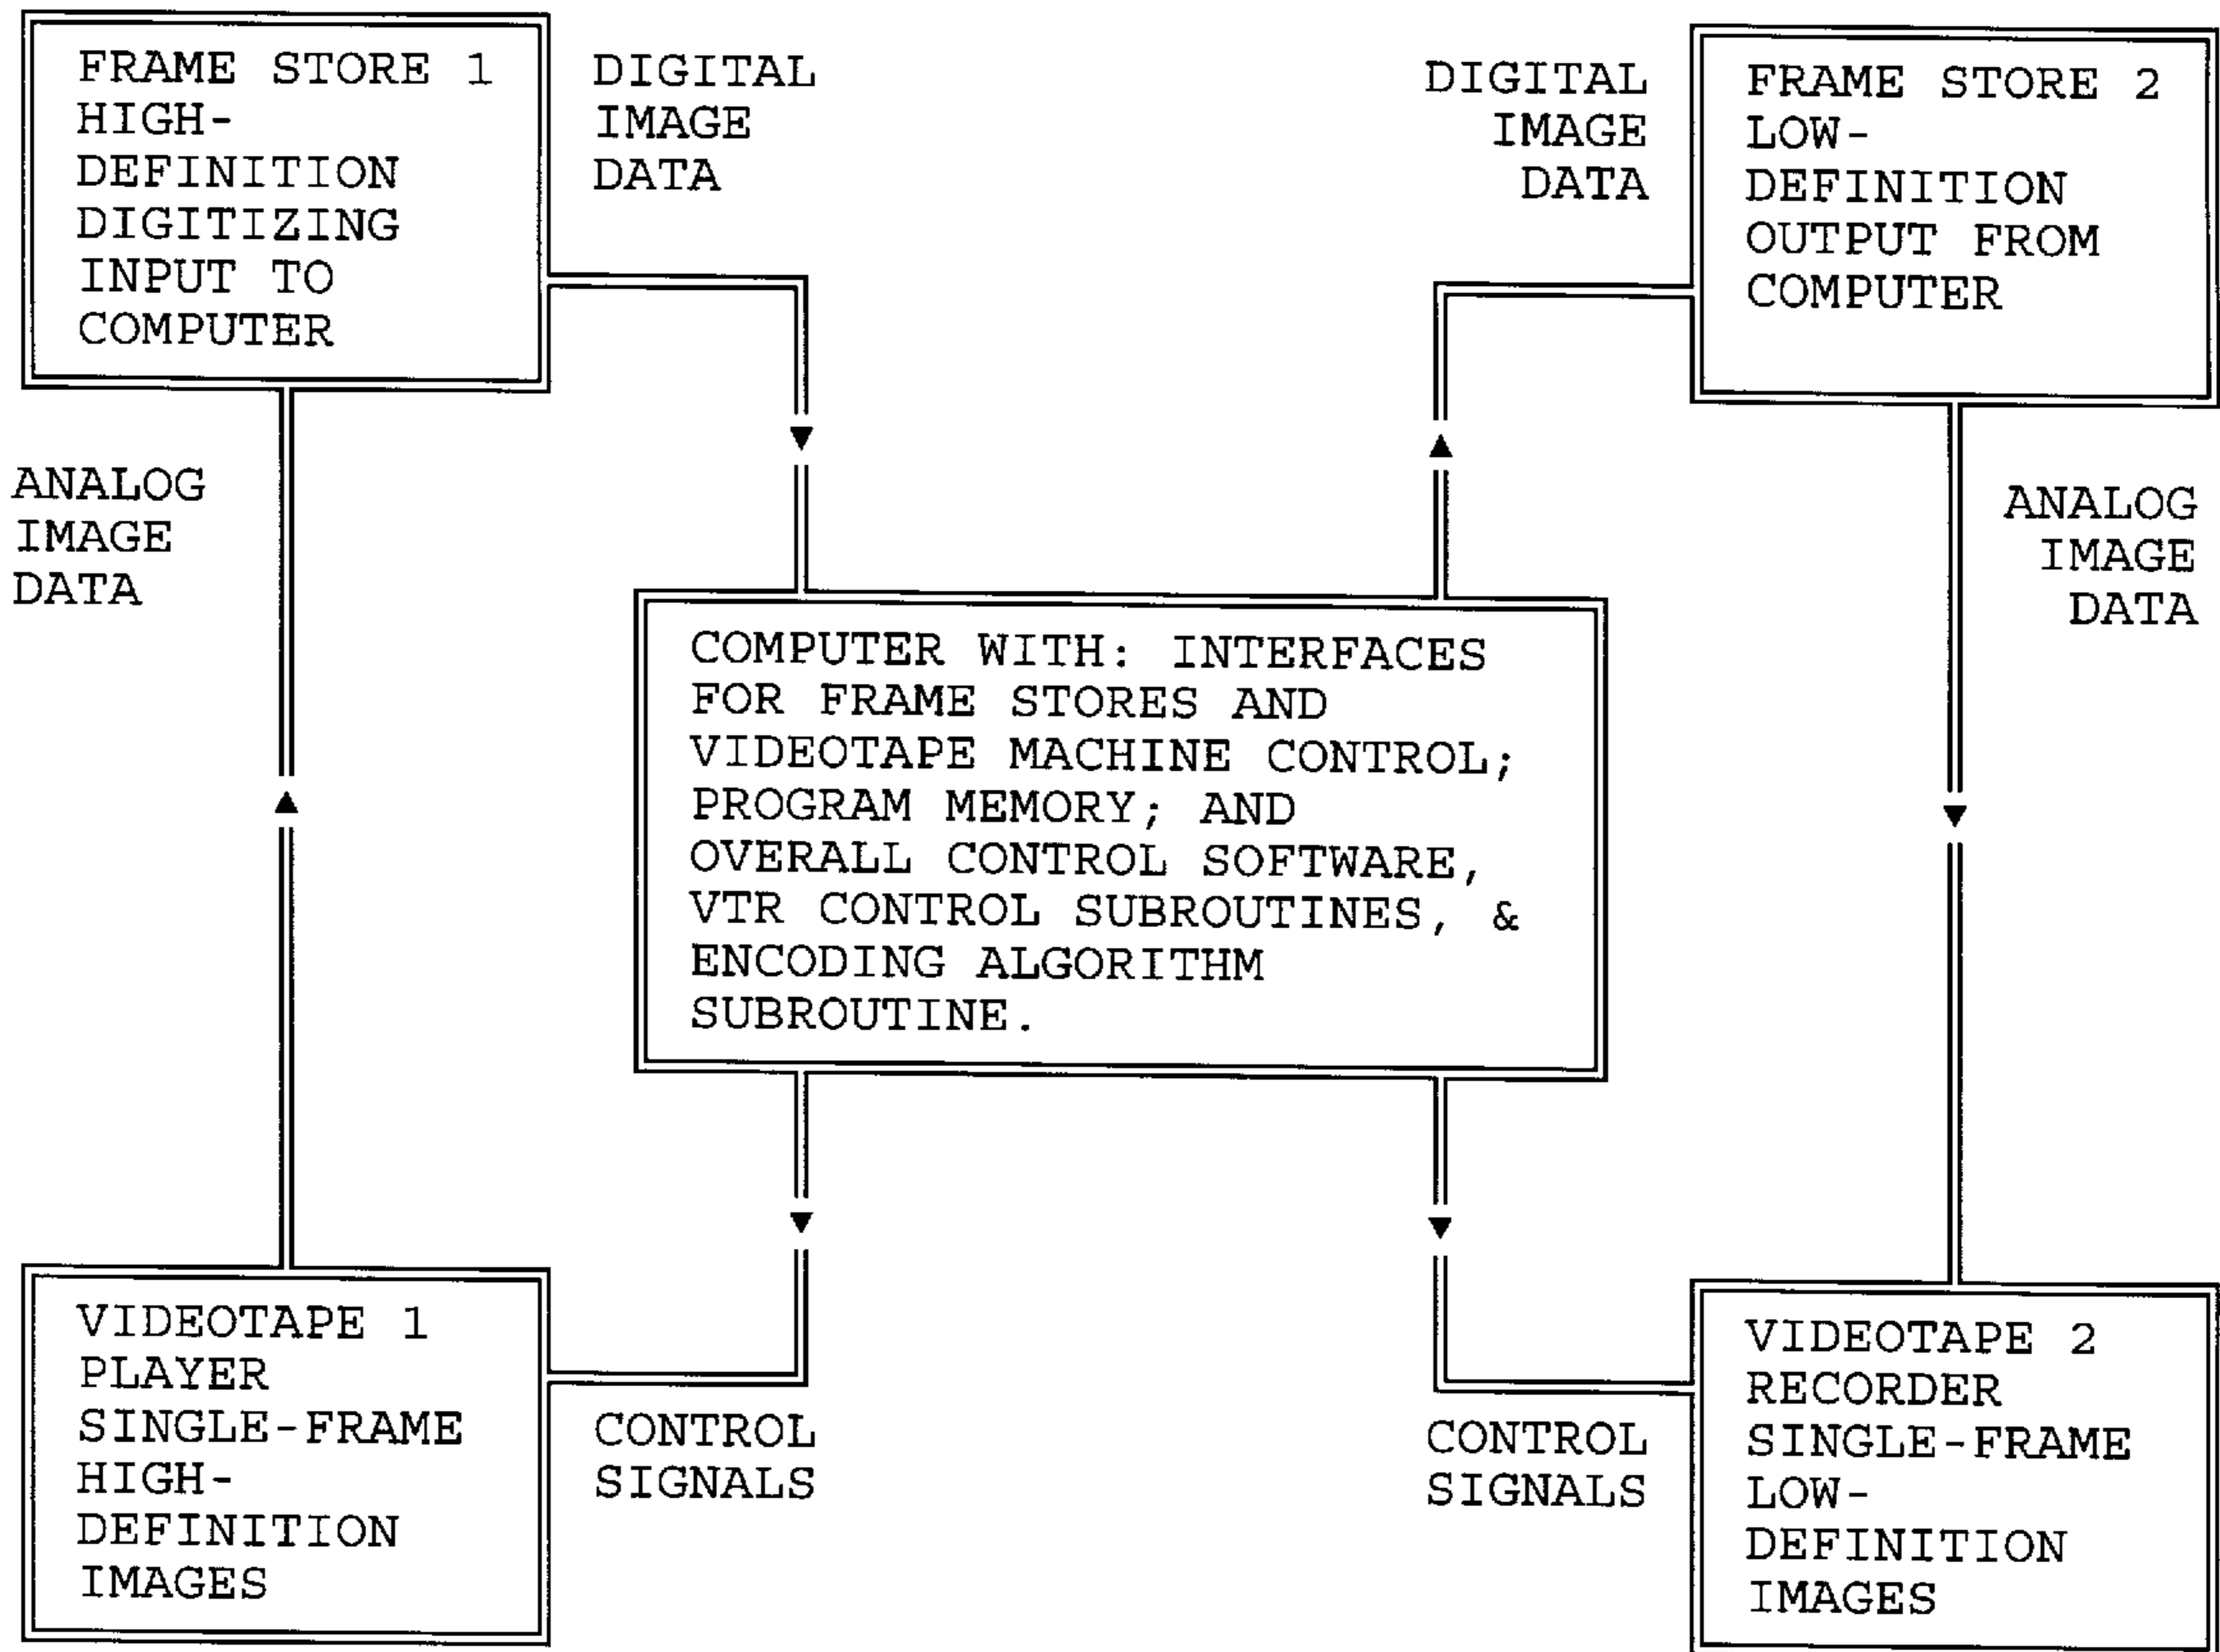 FRAME STORE 1
HIGH-
DEFINITION
DIGITIZING
INPUT TO
COMPUTER
DIGITAL
IMAGE
DATA
DIGITAL
IMAGE
DATA
FRAME STORE 2
LOW-
DEFINITION
OUTPUT FROM
COMPUTER
ANALOG
IMAGE
DATA
ANALOG
IMAGE
DATA
COMPUTER WITH: INTERFACES
FOR FRAME STORES AND
VIDEOTAPE MACHINE CONTROL;
PROGRAM MEMORY; AND
OVERALL CONTROL SOFTWARE,
VTR CONTROL SUBROUTINES, &
ENCODING ALGORITHM
SUBROUTINE.
VIDEOTAPE 1
PLAYER
SINGLE-FRAME
HIGH-
DEFINITION
IMAGES
CONTROL
SIGNALS
CONTROL
SIGNALS
VIDEOTAPE 2
RECORDER
SINGLE-FRAME
LOW-
DEFINITION
IMAGES